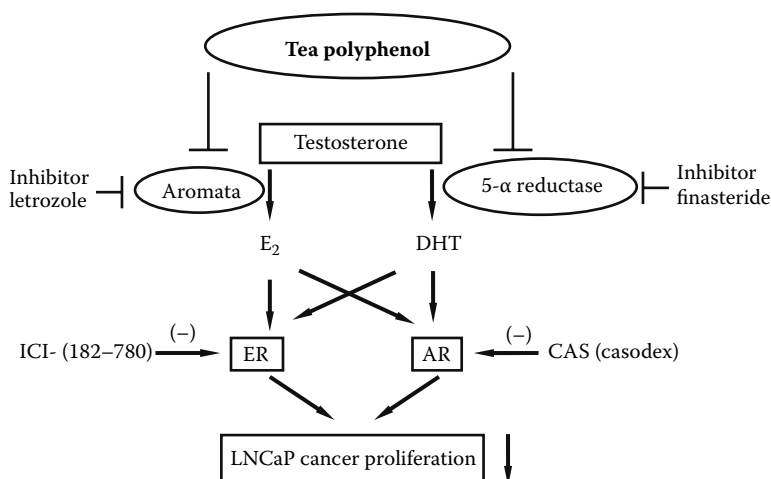 Tea polyphenol
Testosterone
Inhibitor
letrozole
Aromata
5-α reductase
Inhibitor
finasteride
E₂
DHT
(–)
(–)
ICI- (182–780)
ER
AR
CAS (casodex)
LNCaP cancer proliferation